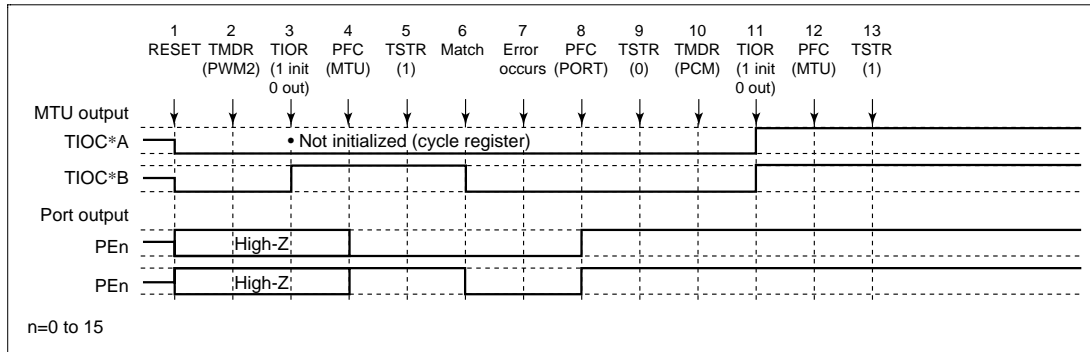 1 2 3 4 5 6 7 8 9 10 11 12 13
RESET TMDR TIOR PFC TSTR Match Error PFC TSTR TMDR TIOR PFC TSTR
(PWM2) (1 init (MTU) (1) occurs (PORT) (0) (PCM) (1 init (MTU) (1)
0 out) 0 out)
MTU output
TIOC*A • Not initialized (cycle register)
TIOC*B
Port output
PEn High-Z
PEn High-Z
n=0 to 15